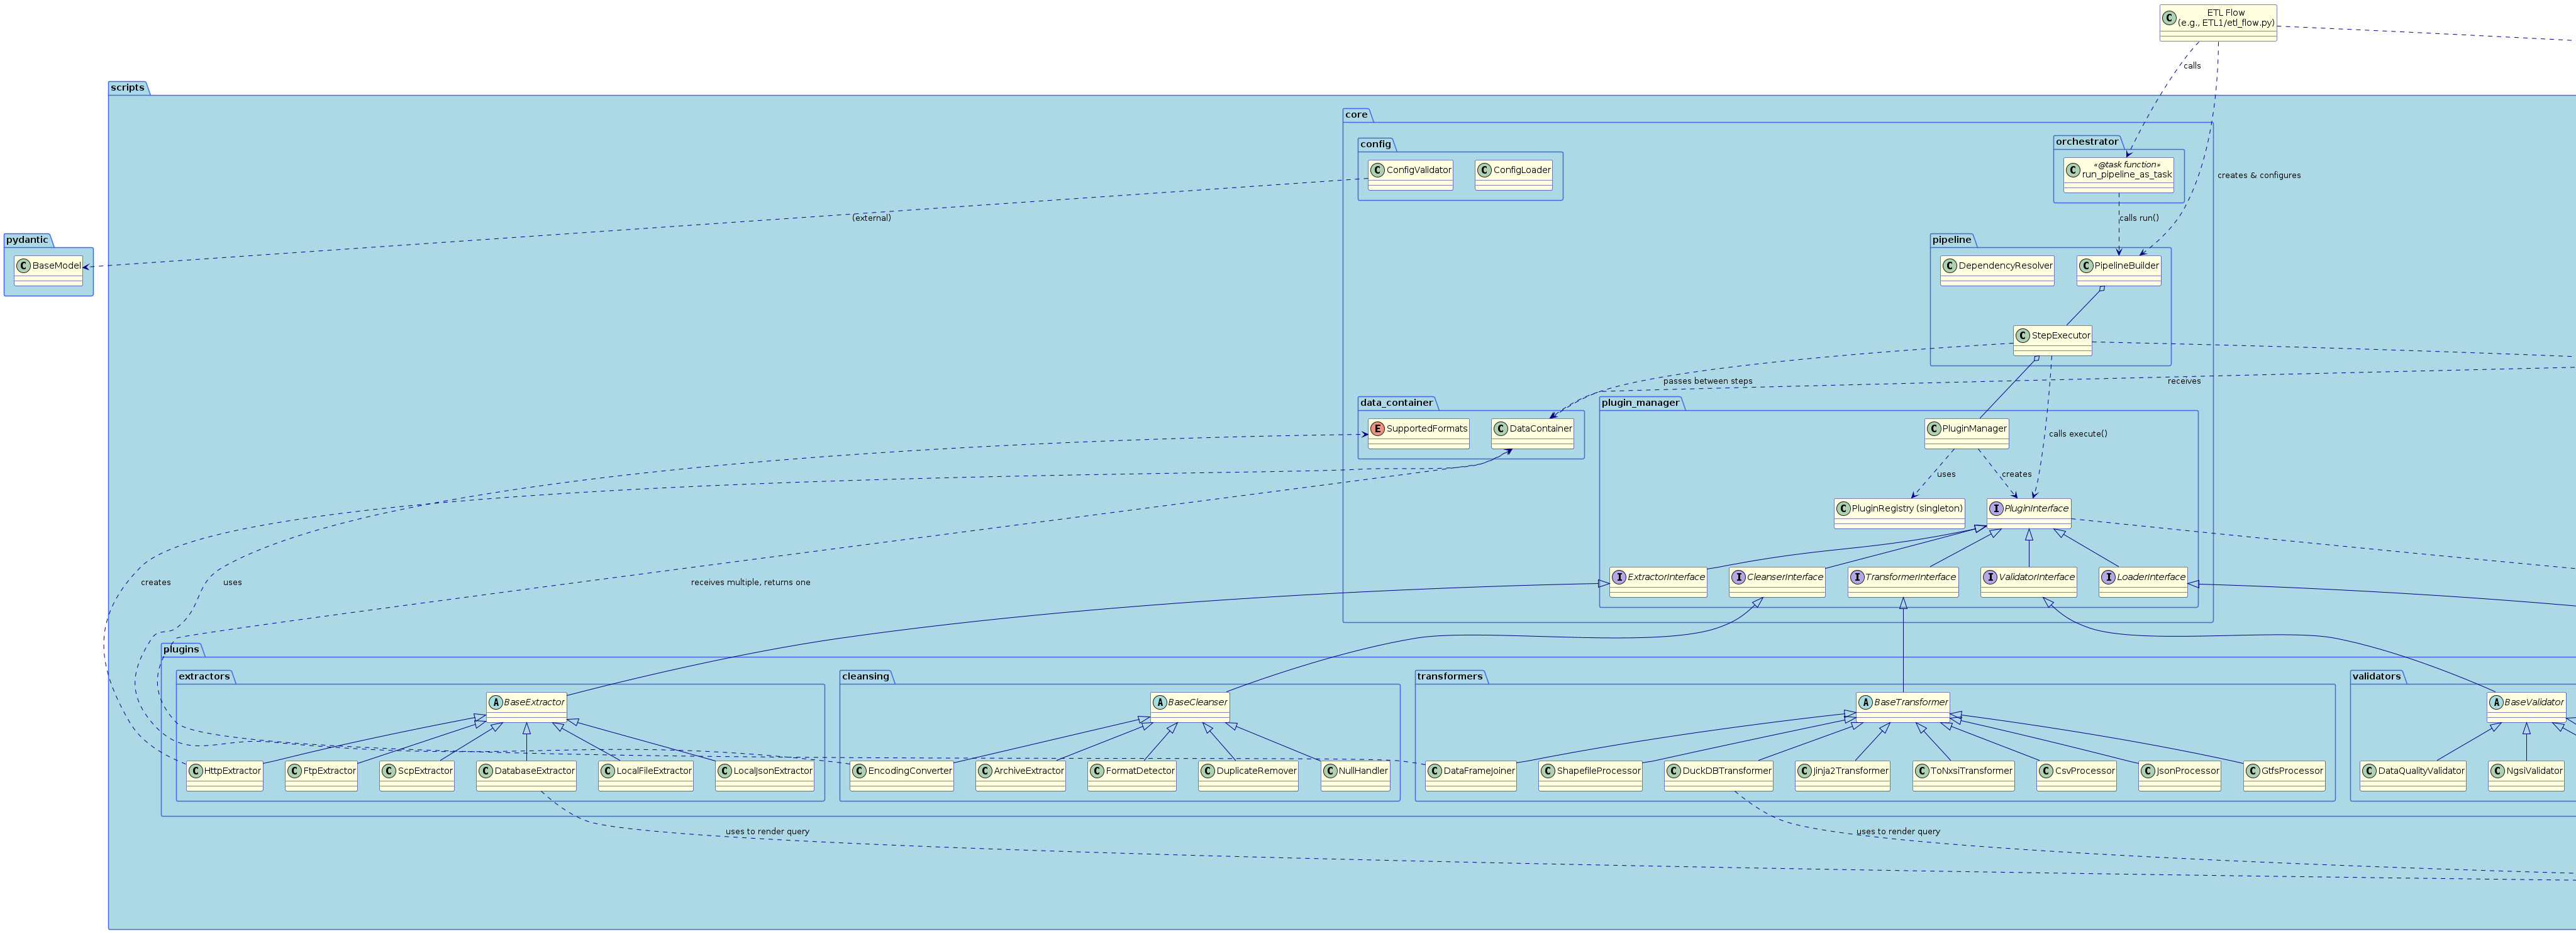 ETL Flow
(e.g., ETL1/etl_flow.py)
calls
scripts
core
config
ConfigValidator
ConfigLoader
orchestrator
«@task function»
run_pipeline_as_task
creates & configures
(external)
calls run()
pydantic
BaseModel
pipeline
DependencyResolver
PipelineBuilder
StepExecutor
passes between steps
receives
data_container
SupportedFormats
DataContainer
plugin_manager
PluginManager
calls execute()
uses
creates
PluginRegistry (singleton)
PluginInterface
creates
uses
receives multiple, returns one
ExtractorInterface
CleanserInterface
TransformerInterface
ValidatorInterface
LoaderInterface
plugins
extractors
BaseExtractor
HttpExtractor
FtpExtractor
ScpExtractor
DatabaseExtractor
LocalFileExtractor
LocalJsonExtractor
cleansing
BaseCleanser
EncodingConverter
ArchiveExtractor
FormatDetector
DuplicateRemover
NullHandler
transformers
BaseTransformer
DataFrameJoiner
ShapefileProcessor
DuckDBTransformer
Jinja2Transformer
ToNxsiTransformer
CsvProcessor
JsonProcessor
GtfsProcessor
validators
BaseValidator
DataQualityValidator
NgsiValidator
uses to render query
uses to render query